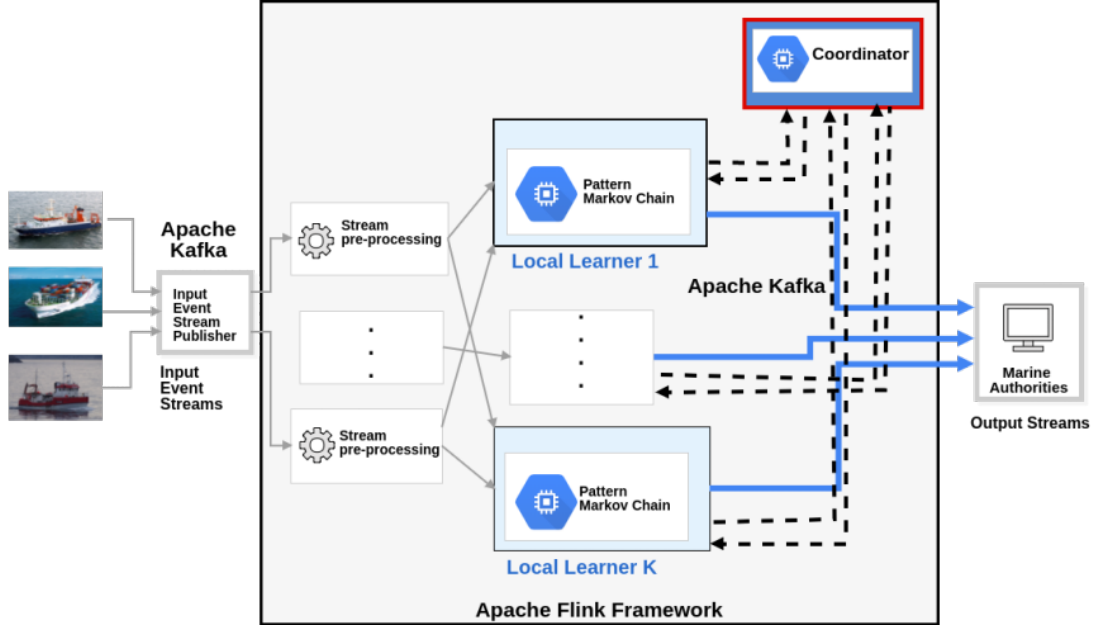 Coordinator
Pattern
Markov Chain
Local Learner 1
Apache
Kafka
Stream
pre-processing
Input
Event
Stream
Publisher
Input
Event
Streams
Apache Kafka
Marine
Authorities
Output Streams
Stream
pre-processing
Pattern
Markov Chain
Local Learner K
Apache Flink Framework